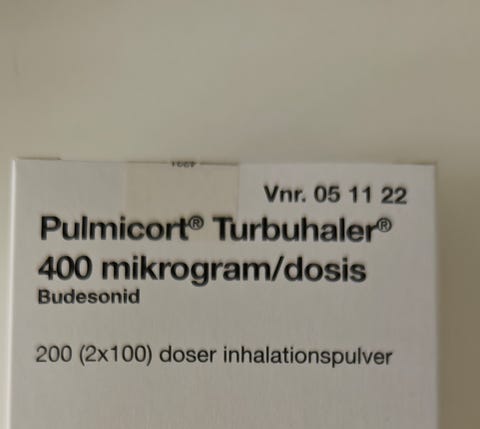 Vnr. 05 11 22
Pulmicort® Turbuhaler®
400 mikrogram/dosis
Budesonid
200 (2x100) doser inhalationspulver